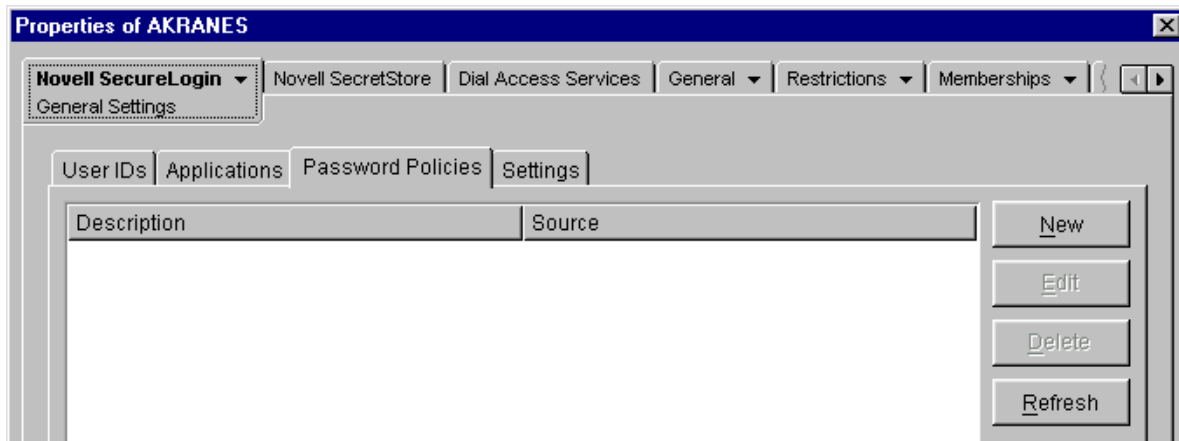 Properties of AKRANES
Novell SecureLogin Novell SecretStore Dial Access Services General Restrictions Memberships
General Settings
User IDs Applications Password Policies Settings
Description Source New
Edit
Delete
Refresh